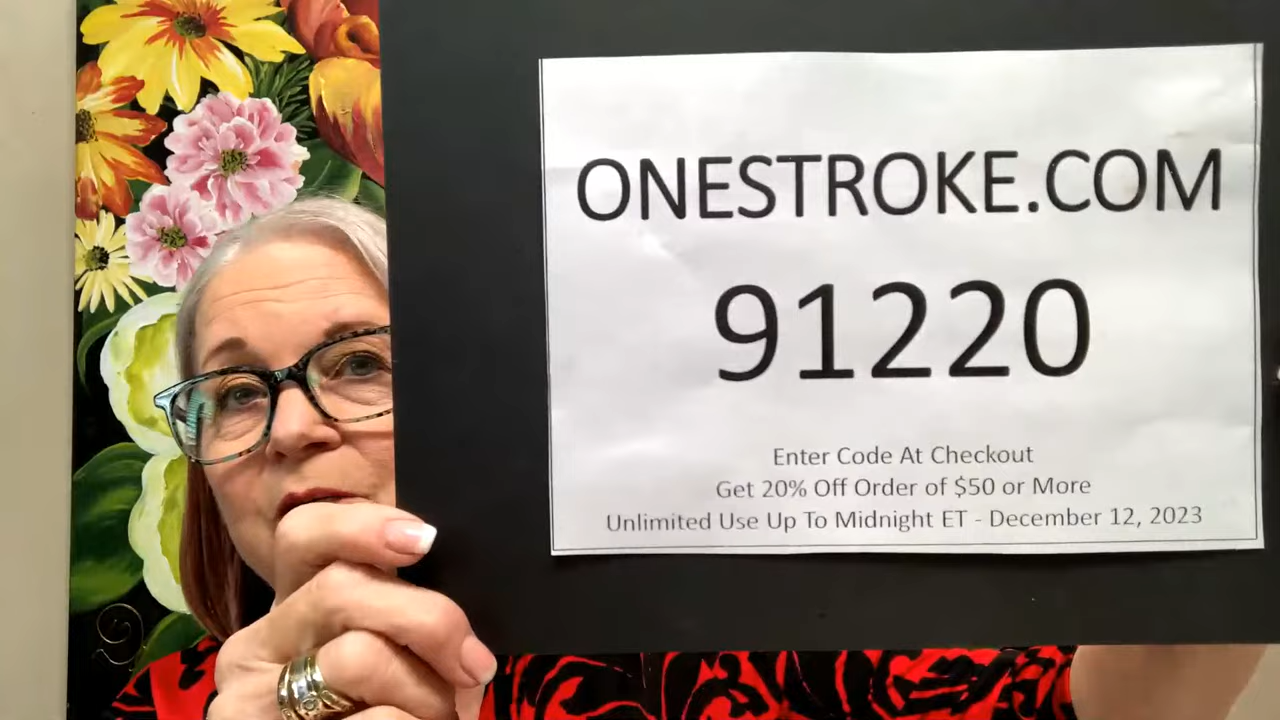 ONESTROKE.COM
91220
Enter Code At Checkout
Get 20% Off Order of $50 or More
Unlimited Use Up To Midnight ET - December 12, 2023